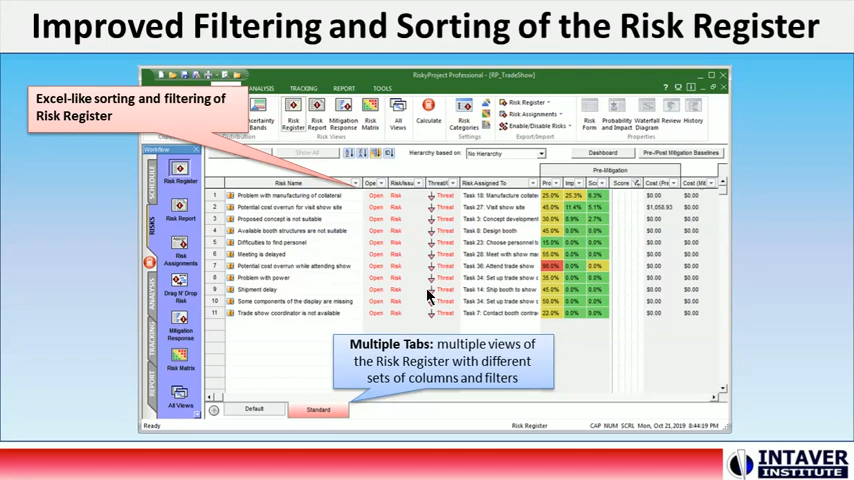 Improved Filtering and Sorting of the Risk Register
RiskyProject Professional - [RP_TradeShow]
Excel-like sorting and filtering of
Risk Register
ANALYSIS TRACKING REPORT TOOLS
Risk Register
Risk Report
Mitigation Response
Risk Matrix
All Views
Calculate
Risk Categories
Risk Register
Risk Assignments
Enable/Disable Risks
Risk Form
Probability and Impact
Waterfall Diagram
Review
History
Risk Views
Settings
Export/Import
Properties
Workflow
Show All
Hierarchy based on: No Hierarchy
Dashboard
Pre-/Post Mitigation Baselines
Pre-Mitigation
Risk Name Ope Risk/Issu Threat/ Risk Assigned To Pro Imp Sc Score Cost (Pre Cost (Mit
1 Problem with manufacturing of collateral Open Risk Threat Task 18: Manufacture collate 25.0% 25.3% 6.3% $0.00 $0.00
2 Potential cost overrun for visit show site Open Risk Threat Task 27: Visit show site 45.0% 11.4% 5.1% $1,058.93 $0.00
3 Proposed concept is not suitable Open Risk Threat Task 3: Concept development 30.0% 8.9% 2.7% $0.00 $0.00
4 Available booth structures are not suitable Open Risk Threat Task 8: Design booth 45.0% 0.0% 0.0% $0.00 $0.00
5 Difficulties to find personel Open Risk Threat Task 23: Choose personnel to 15.0% 0.0% 0.0% $0.00 $0.00
6 Meeting is delayed Open Risk Threat Task 28: Meet with show ma 55.0% 0.0% 0.0% $0.00 $0.00
7 Potential cost overrun while attending show Open Risk Threat Task 36: Attend trade show 90.0% 0.0% 0.0% $0.00 $0.00
8 Problem with power Open Risk Threat Task 34: Set up trade show c 35.0% 0.0% 0.0% $0.00 $0.00
9 Shipment delay Open Risk Threat Task 14: Ship booth to show 45.0% 0.0% 0.0% $0.00 $0.00
10 Some components of the display are missing Open Risk Threat Task 34: Set up trade show c 50.0% 0.0% 0.0% $0.00 $0.00
11 Trade show coordinator is not available Open Risk Threat Task 7: Contact booth contra 22.0% 0.0% 0.0% $0.00 $0.00
SCHEDULE
RISKS
ANALYSIS
TRACKING
REPORT
Risk Register
Risk Report
Risk Assignments
Drag N' Drop Risk
Mitigation Response
Risk Matrix
All Views
Multiple Tabs: multiple views of
the Risk Register with different
sets of columns and filters
Default
Standard
Ready
Risk Register
CAP NUM SCRL Mon, Oct 21, 2019 8:44:19 PM
INTAVER
INSTITUTE